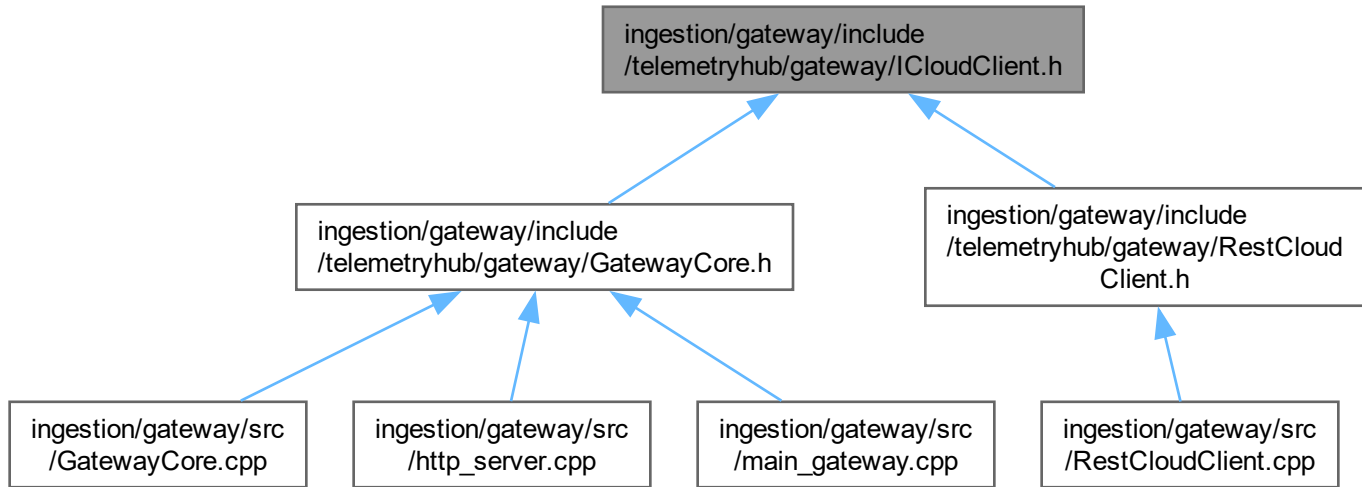 ingestion/gateway/include
/telemetryhub/gateway/ICloudClient.h
ingestion/gateway/include
/telemetryhub/gateway/GatewayCore.h
ingestion/gateway/include
/telemetryhub/gateway/RestCloud
Client.h
ingestion/gateway/src
/GatewayCore.cpp
ingestion/gateway/src
/http_server.cpp
ingestion/gateway/src
/main_gateway.cpp
ingestion/gateway/src
/RestCloudClient.cpp